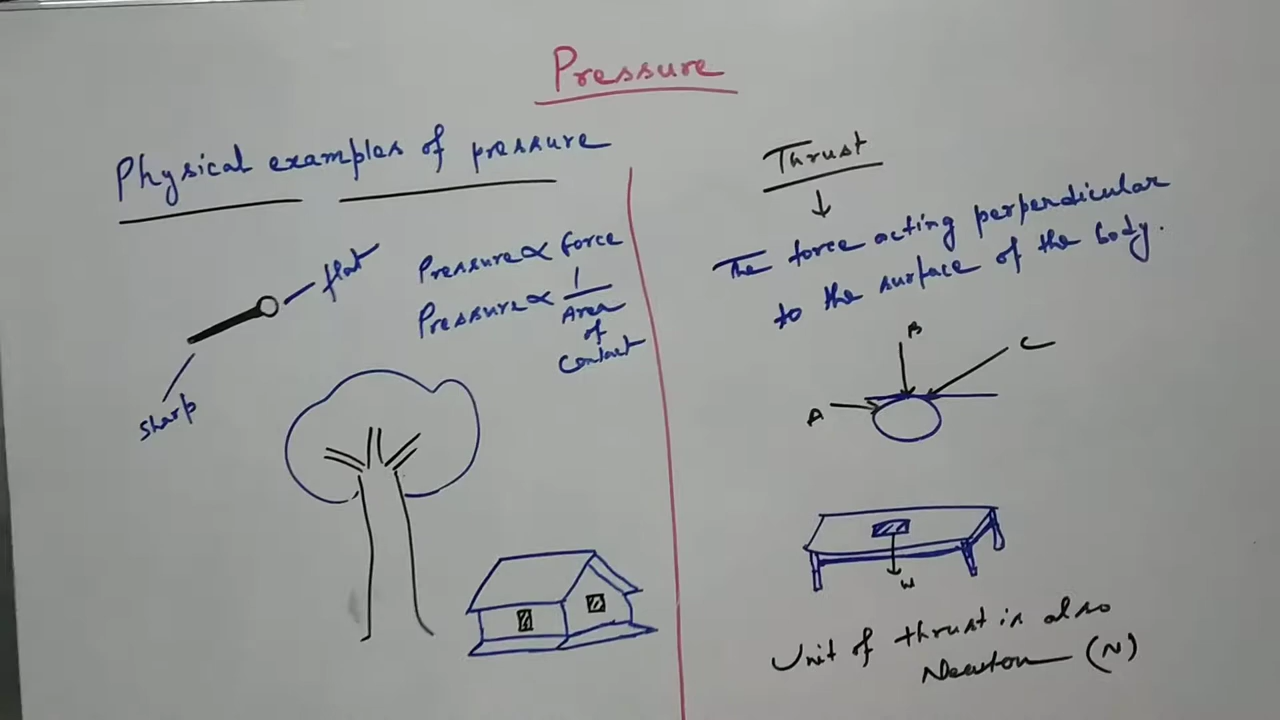 Pressure
Physical examples of pressure
flat
sharp
Pressure ∝ force
Pressure ∝ 1
Area
of
Contact
Thrust
The force acting perpendicular
to the surface of the body.
B
C
A
W
Unit of thrust is also
Newton (N)